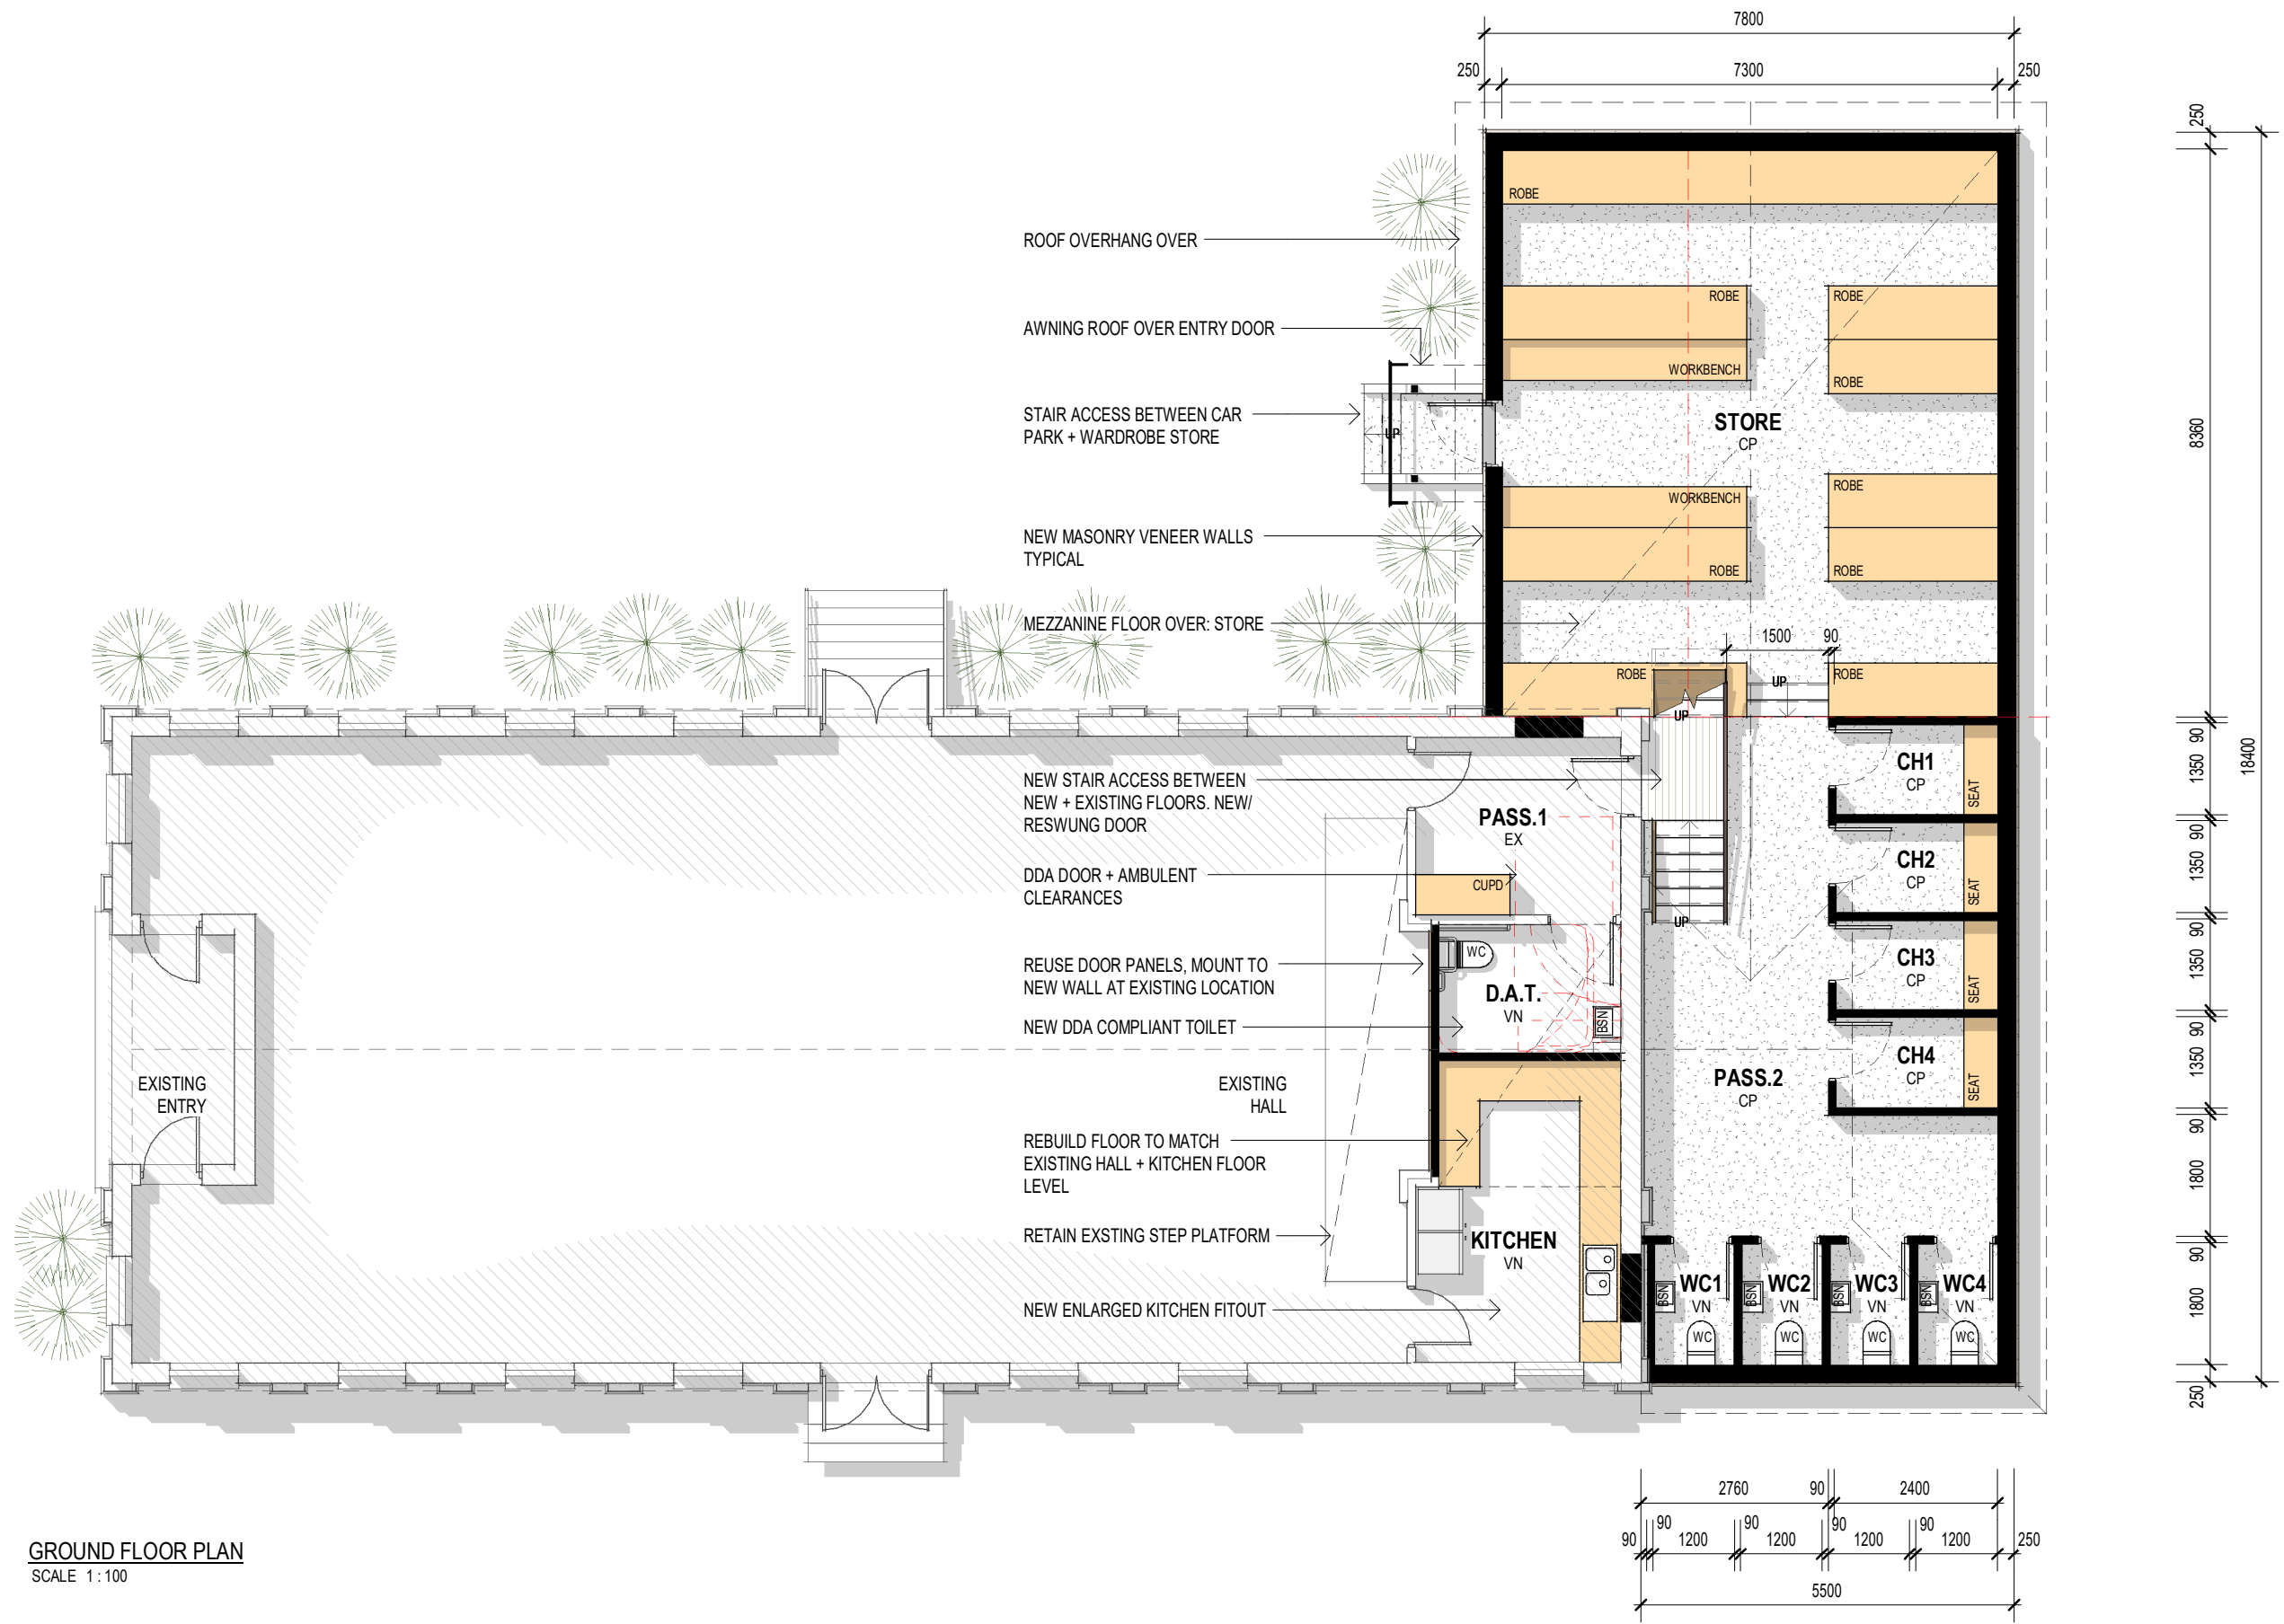 7800
250
7300
250
250
ROBE
ROOF OVERHANG OVER
ROBE
ROBE
AWNING ROOF OVER ENTRY DOOR
WORKBENCH
ROBE
STAIR ACCESS BETWEEN CAR
PARK + WARDROBE STORE
UP
STORE
CP
8360
WORKBENCH
ROBE
NEW MASONRY VENEER WALLS
TYPICAL
ROBE
ROBE
MEZZANINE FLOOR OVER: STORE
1500
90
ROBE
UP
ROBE
UP
90
1350
18400
NEW STAIR ACCESS BETWEEN
NEW + EXISTING FLOORS. NEW/
RESWUNG DOOR
PASS.1
EX
CH1
CP
SEAT
90
1350
DDA DOOR + AMBULENT
CLEARANCES
CUPD
CH2
CP
SEAT
UP
90
1350
REUSE DOOR PANELS, MOUNT TO
NEW WALL AT EXISTING LOCATION
WC
D.A.T.
VN
BSN
CH3
CP
SEAT
NEW DDA COMPLIANT TOILET
90
1350
EXISTING
ENTRY
EXISTING
HALL
PASS.2
CP
CH4
CP
SEAT
90
REBUILD FLOOR TO MATCH
EXISTING HALL + KITCHEN FLOOR
LEVEL
1800
RETAIN EXSTING STEP PLATFORM
KITCHEN
VN
90
NEW ENLARGED KITCHEN FITOUT
BSN
WC1
VN
WC
BSN
WC2
VN
WC
BSN
WC3
VN
WC
BSN
WC4
VN
WC
1800
250
2760
90
2400
90
90
1200
90
1200
90
1200
90
1200
250
5500
GROUND FLOOR PLAN
SCALE 1 : 100